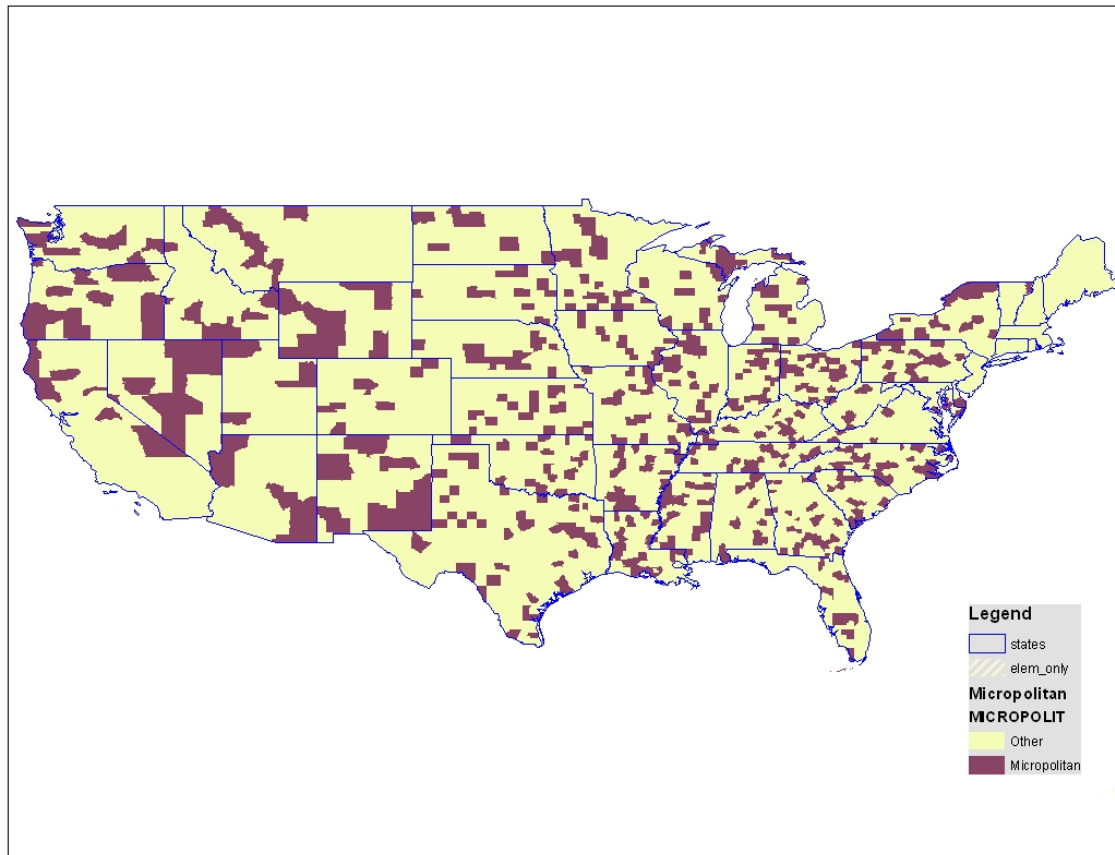 Legend
states
elem_only
Micropolitan
MICROPOLIT
Other
Micropolitan